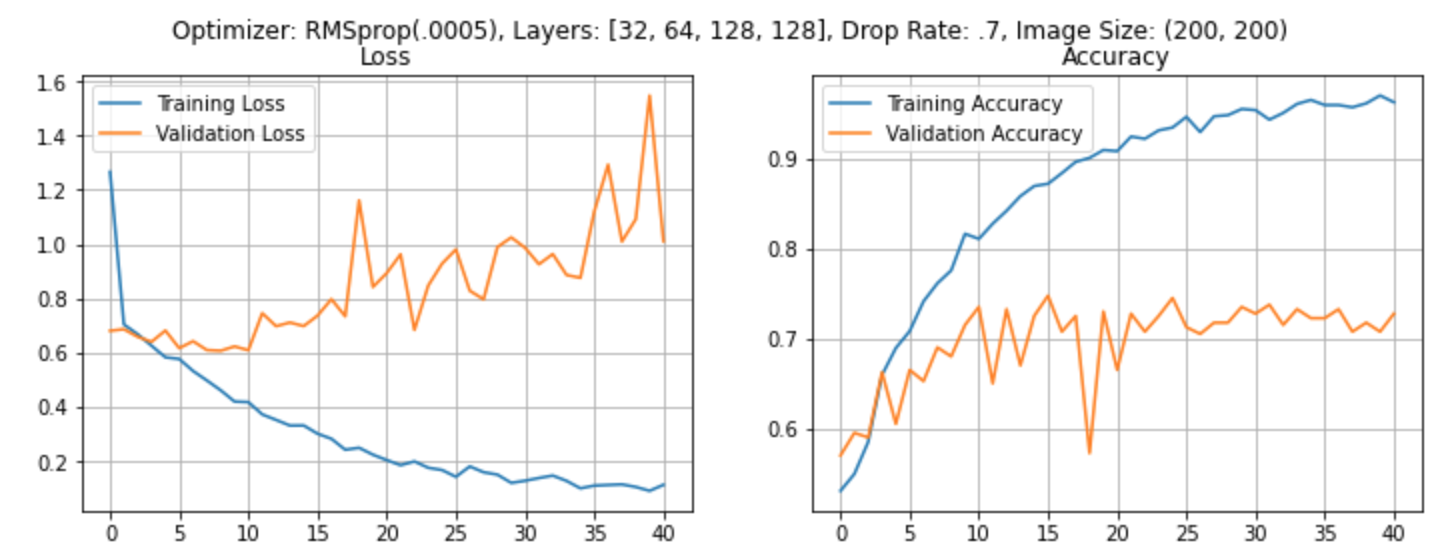 Optimizer: RMSprop(.0005), Layers: [32, 64, 128, 128], Drop Rate: .7, Image Size: (200, 200)
Loss
Training Loss
Validation Loss
1.6
1.4
1.2
1.0
0.8
0.6
0.4
0.2
0 5 10 15 20 25 30 35 40
Accuracy
Training Accuracy
Validation Accuracy
0.9
0.8
0.7
0.6
0 5 10 15 20 25 30 35 40